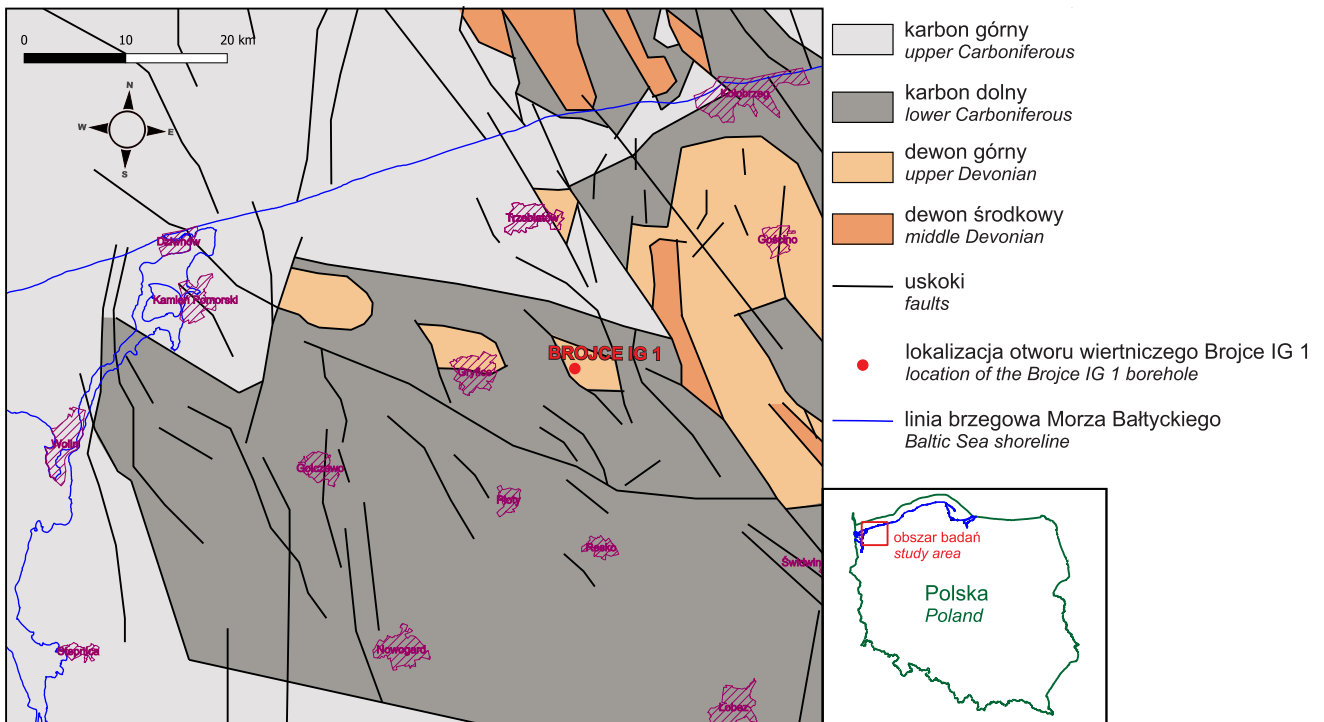 0 10 20 km
N
W E
S
Kołobrzeg
Trzebiatów
Gościno
Dziwnów
Kamień Pomorski
BROJCE IG 1
Gryfice
Wolin
Golczewo
Płoty
Resko
Świdwin
Stepnica
Nowogard
Łobez
karbon górny
upper Carboniferous
karbon dolny
lower Carboniferous
dewon górny
upper Devonian
dewon środkowy
middle Devonian
uskoki
faults
lokalizacja otworu wiertniczego Brojce IG 1
location of the Brojce IG 1 borehole
linia brzegowa Morza Bałtyckiego
Baltic Sea shoreline
obszar badań
study area
Polska
Poland